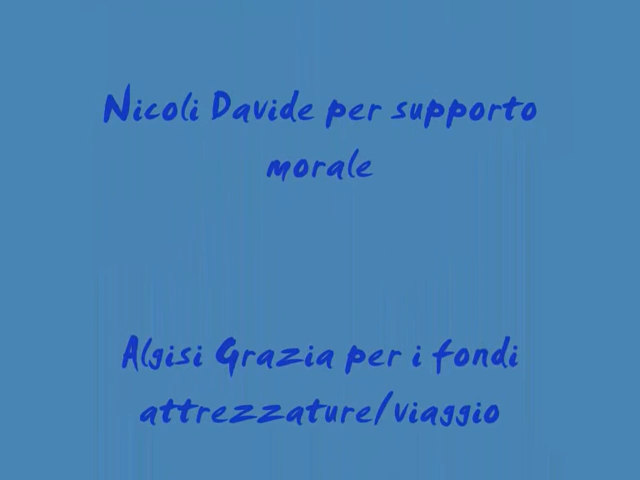 Nicoli Davide per supporto
morale
Algisi Grazia per i fondi
attrezzature/viaggio